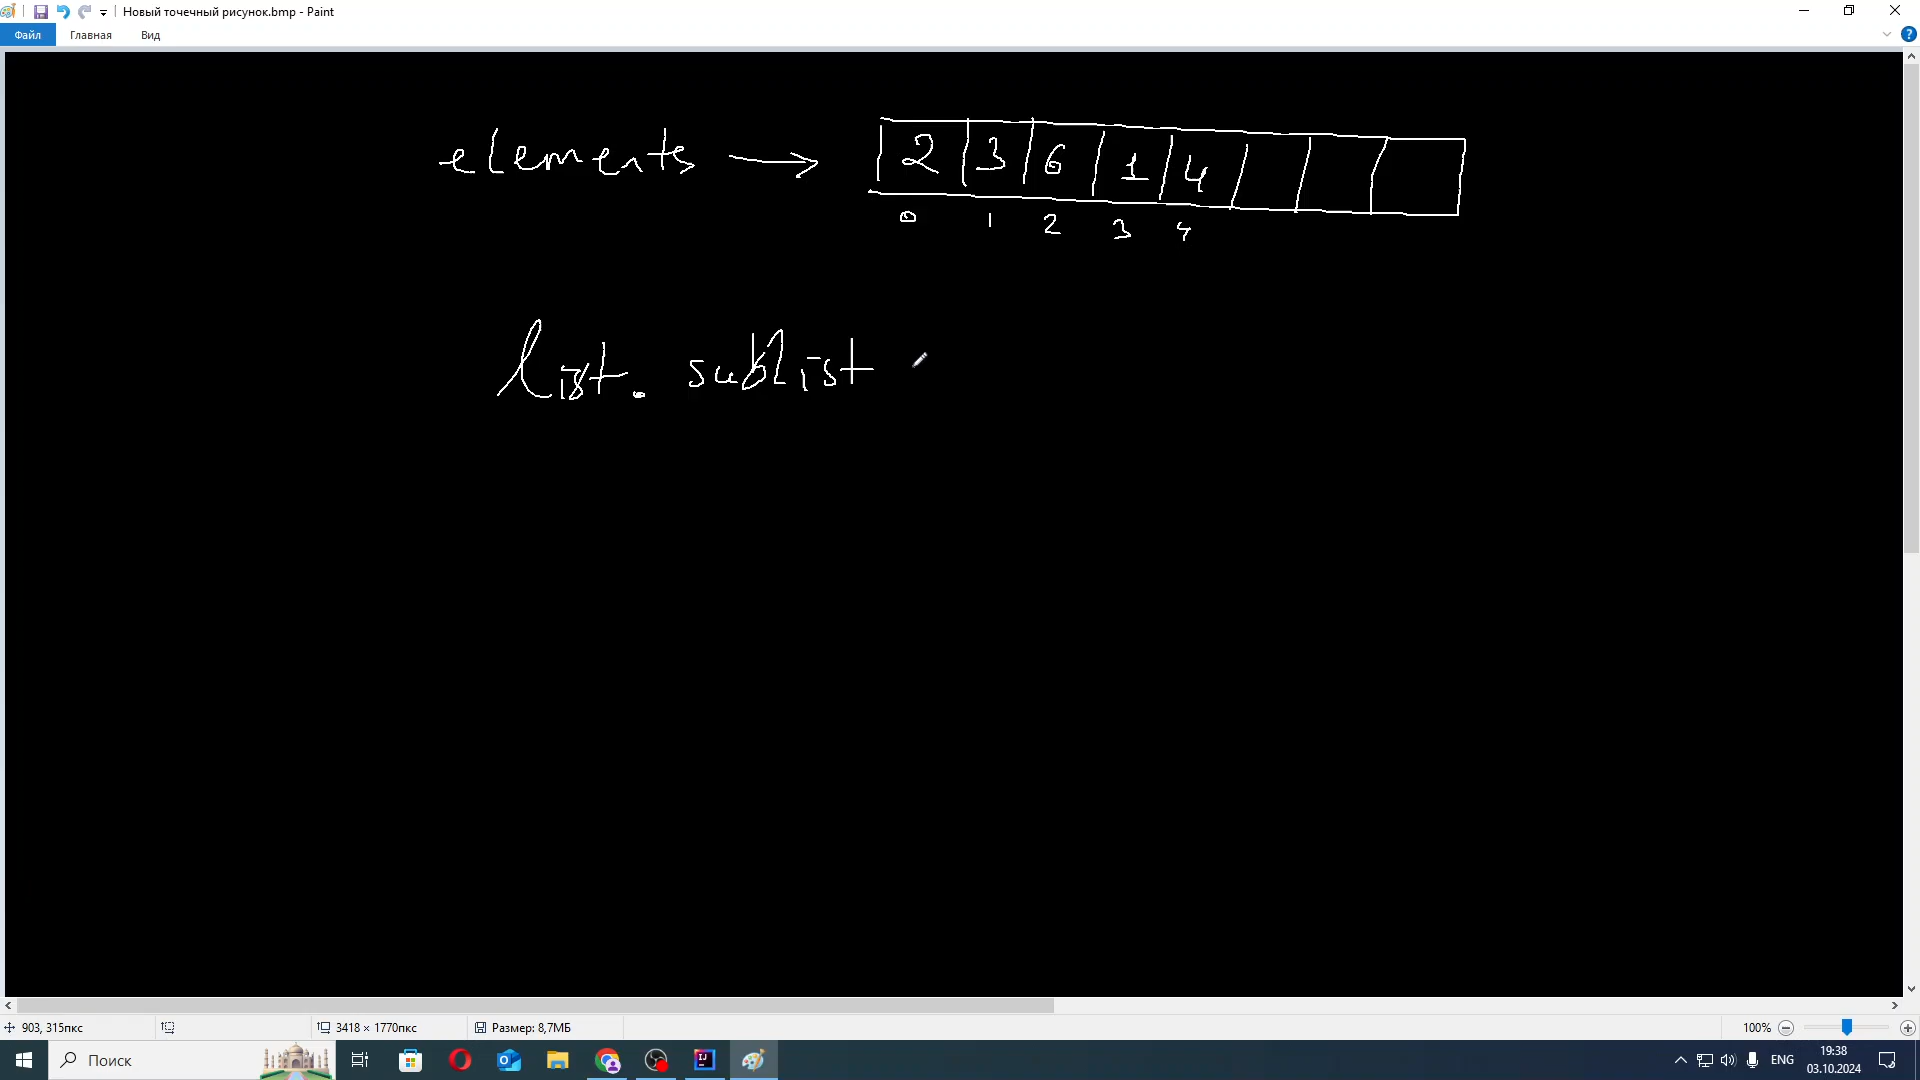 Новый точечный рисунок.bmp - Paint
Файл Главная Вид
elements → 2 3 6 1 4
0 1 2 3 4
list. sublist
903, 315пкс 3418 × 1770пкс Размер: 8,7МБ 100%
Поиск ENG 19:38
03.10.2024